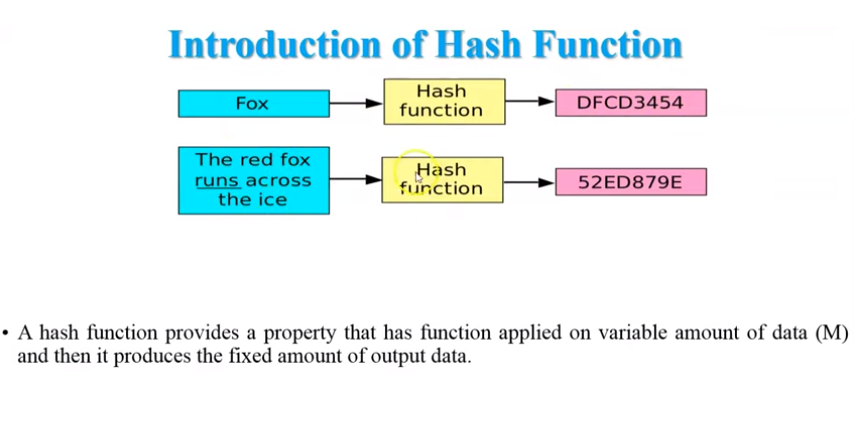 Introduction of Hash Function
Fox
Hash
function
DFCD3454
The red fox
runs across
the ice
Hash
function
52ED879E
• A hash function provides a property that has function applied on variable amount of data (M)
and then it produces the fixed amount of output data.